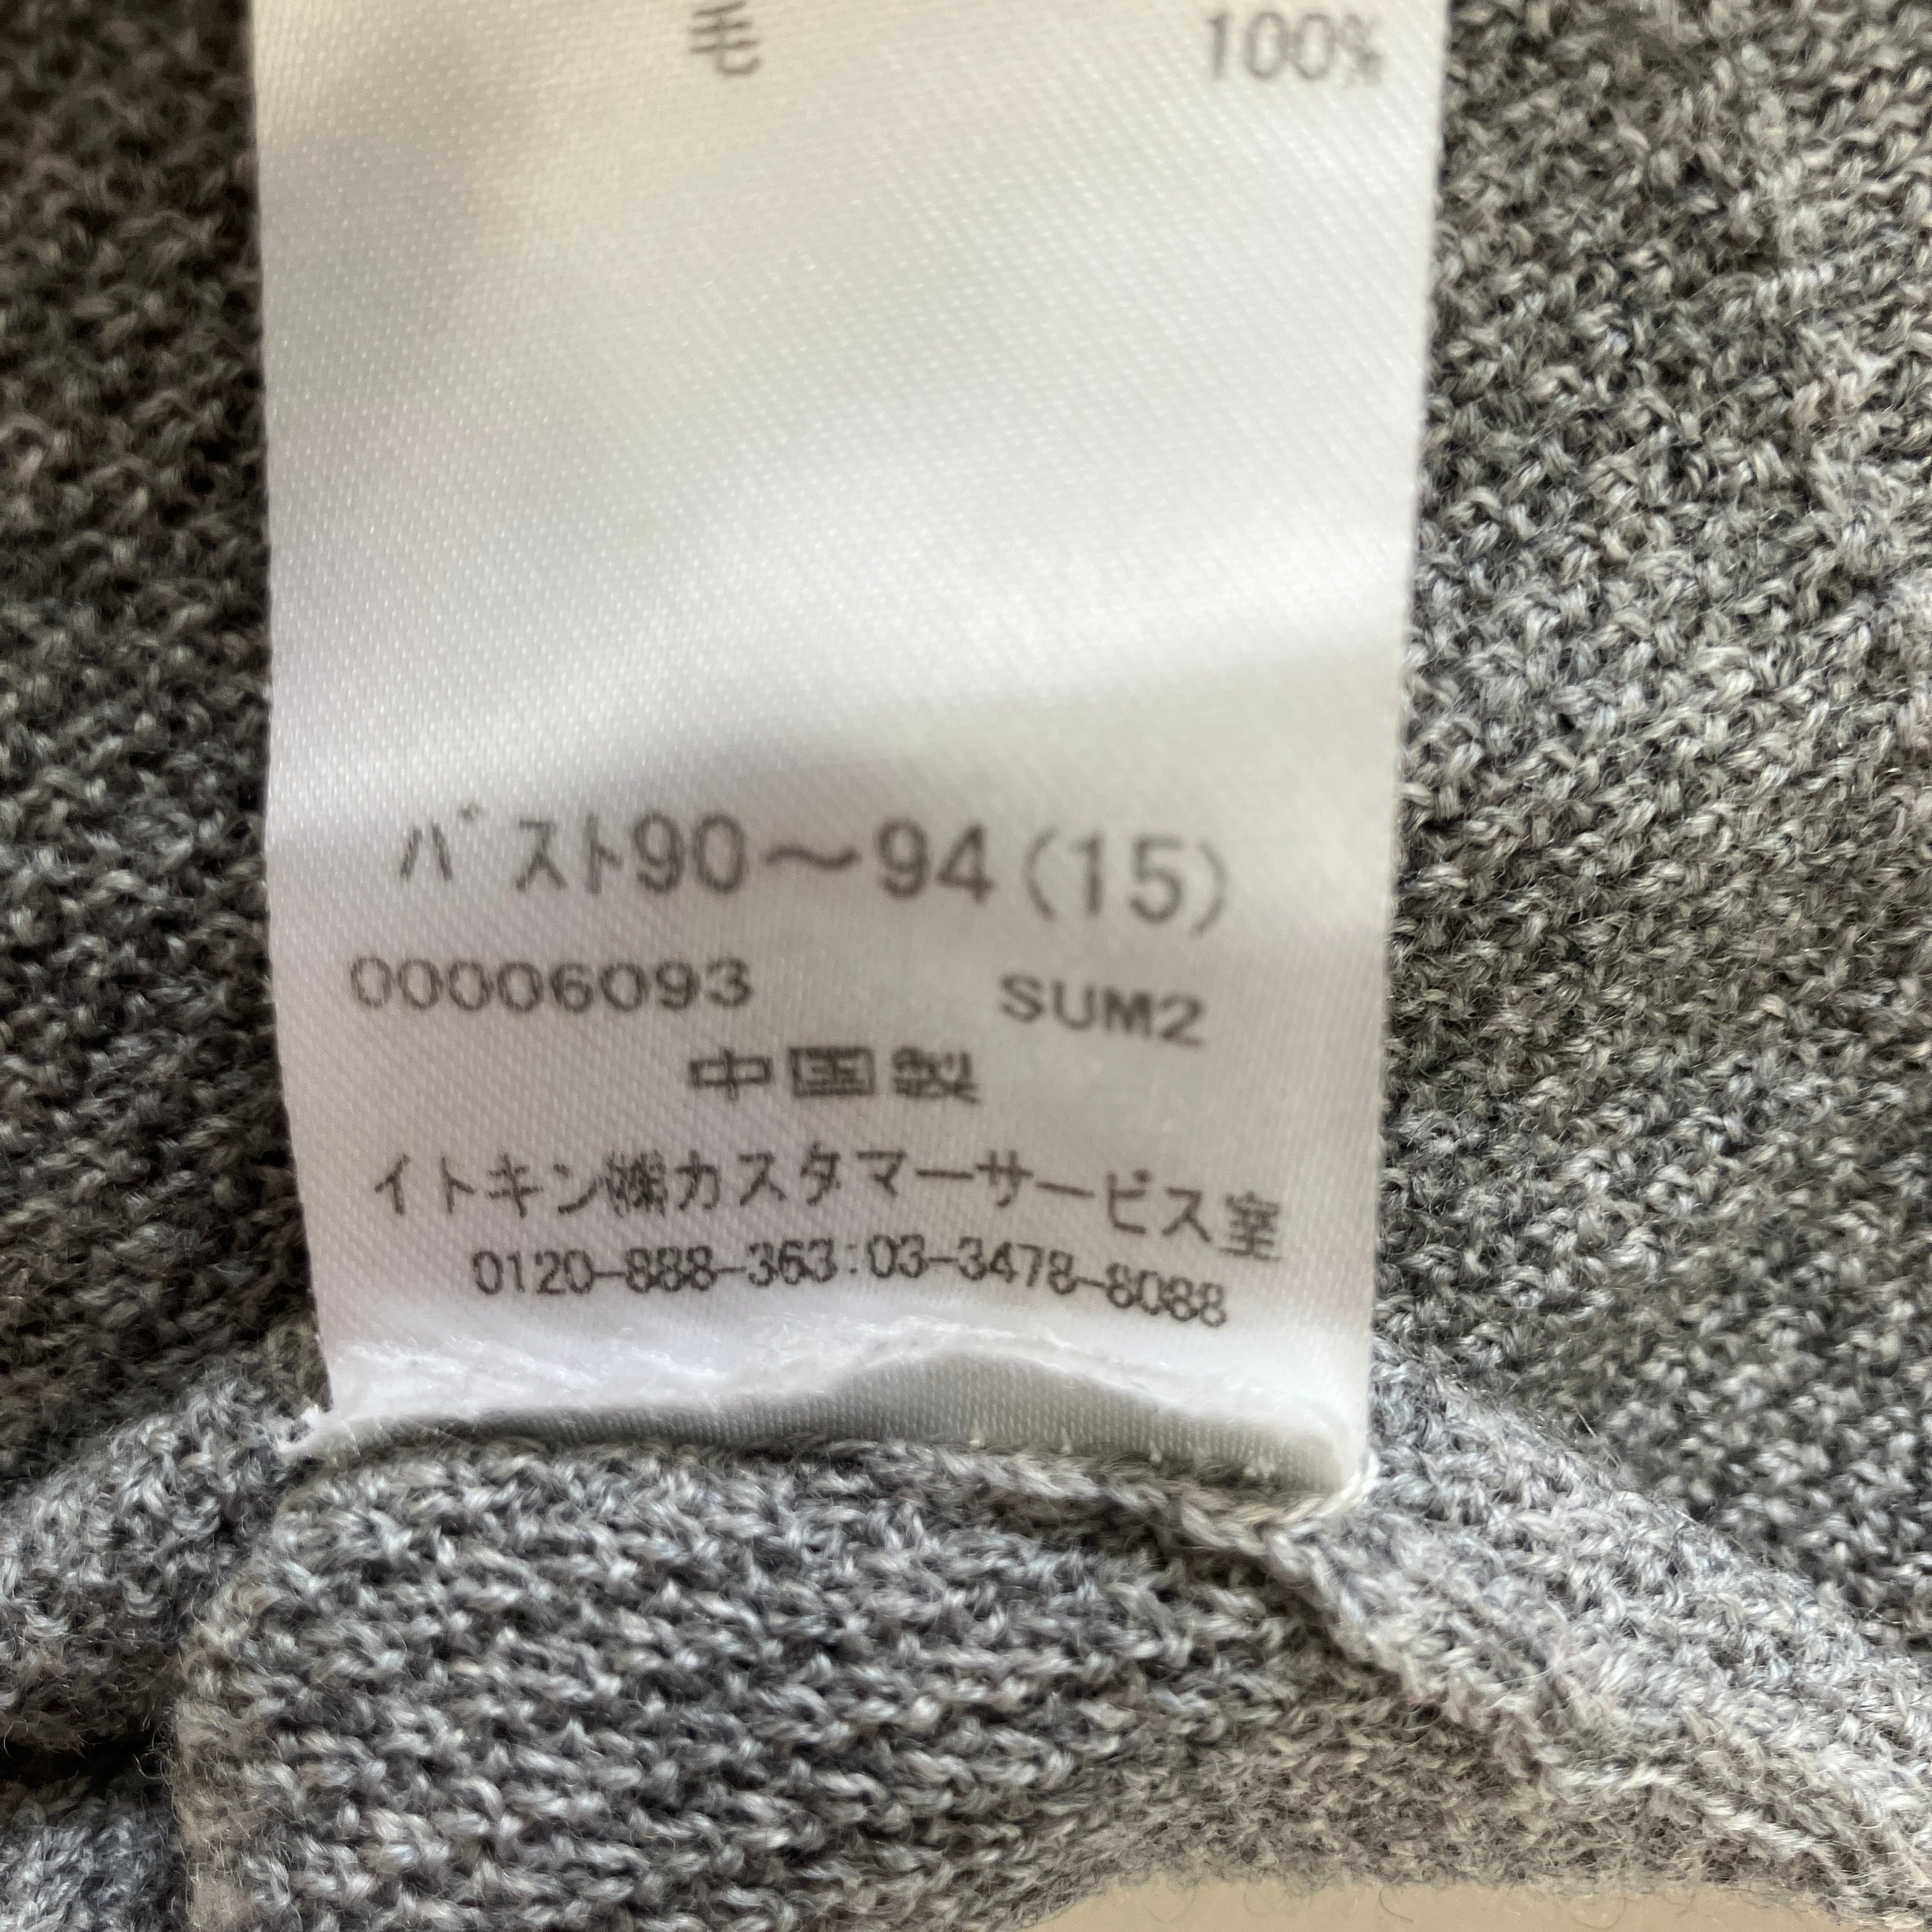 毛 100%
バスト90～94(15)
00006093 SUM2
中国製
イトキン㈱カスタマーサービス室
0120-888-363:03-3478-8088